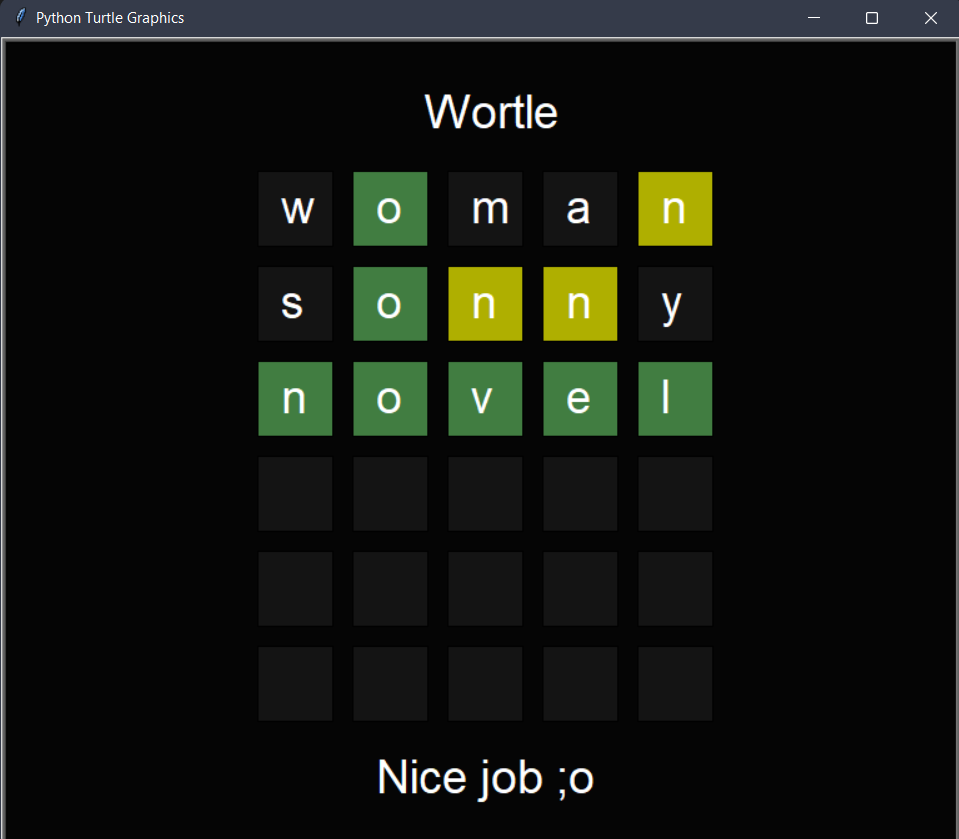 Python Turtle Graphics
Wortle
w o m a n
s o n n y
n o v e l
Nice job ;o